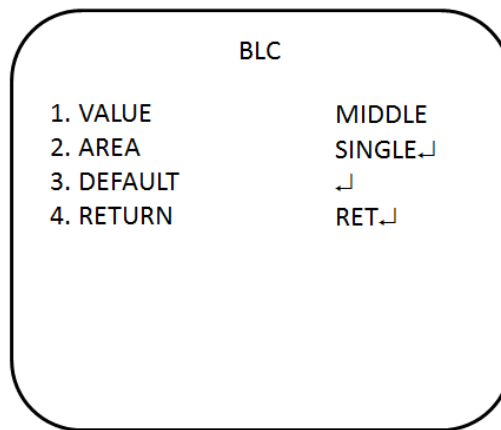 BLC
1. VALUE MIDDLE
2. AREA SINGLE↵
3. DEFAULT ↵
4. RETURN RET↵